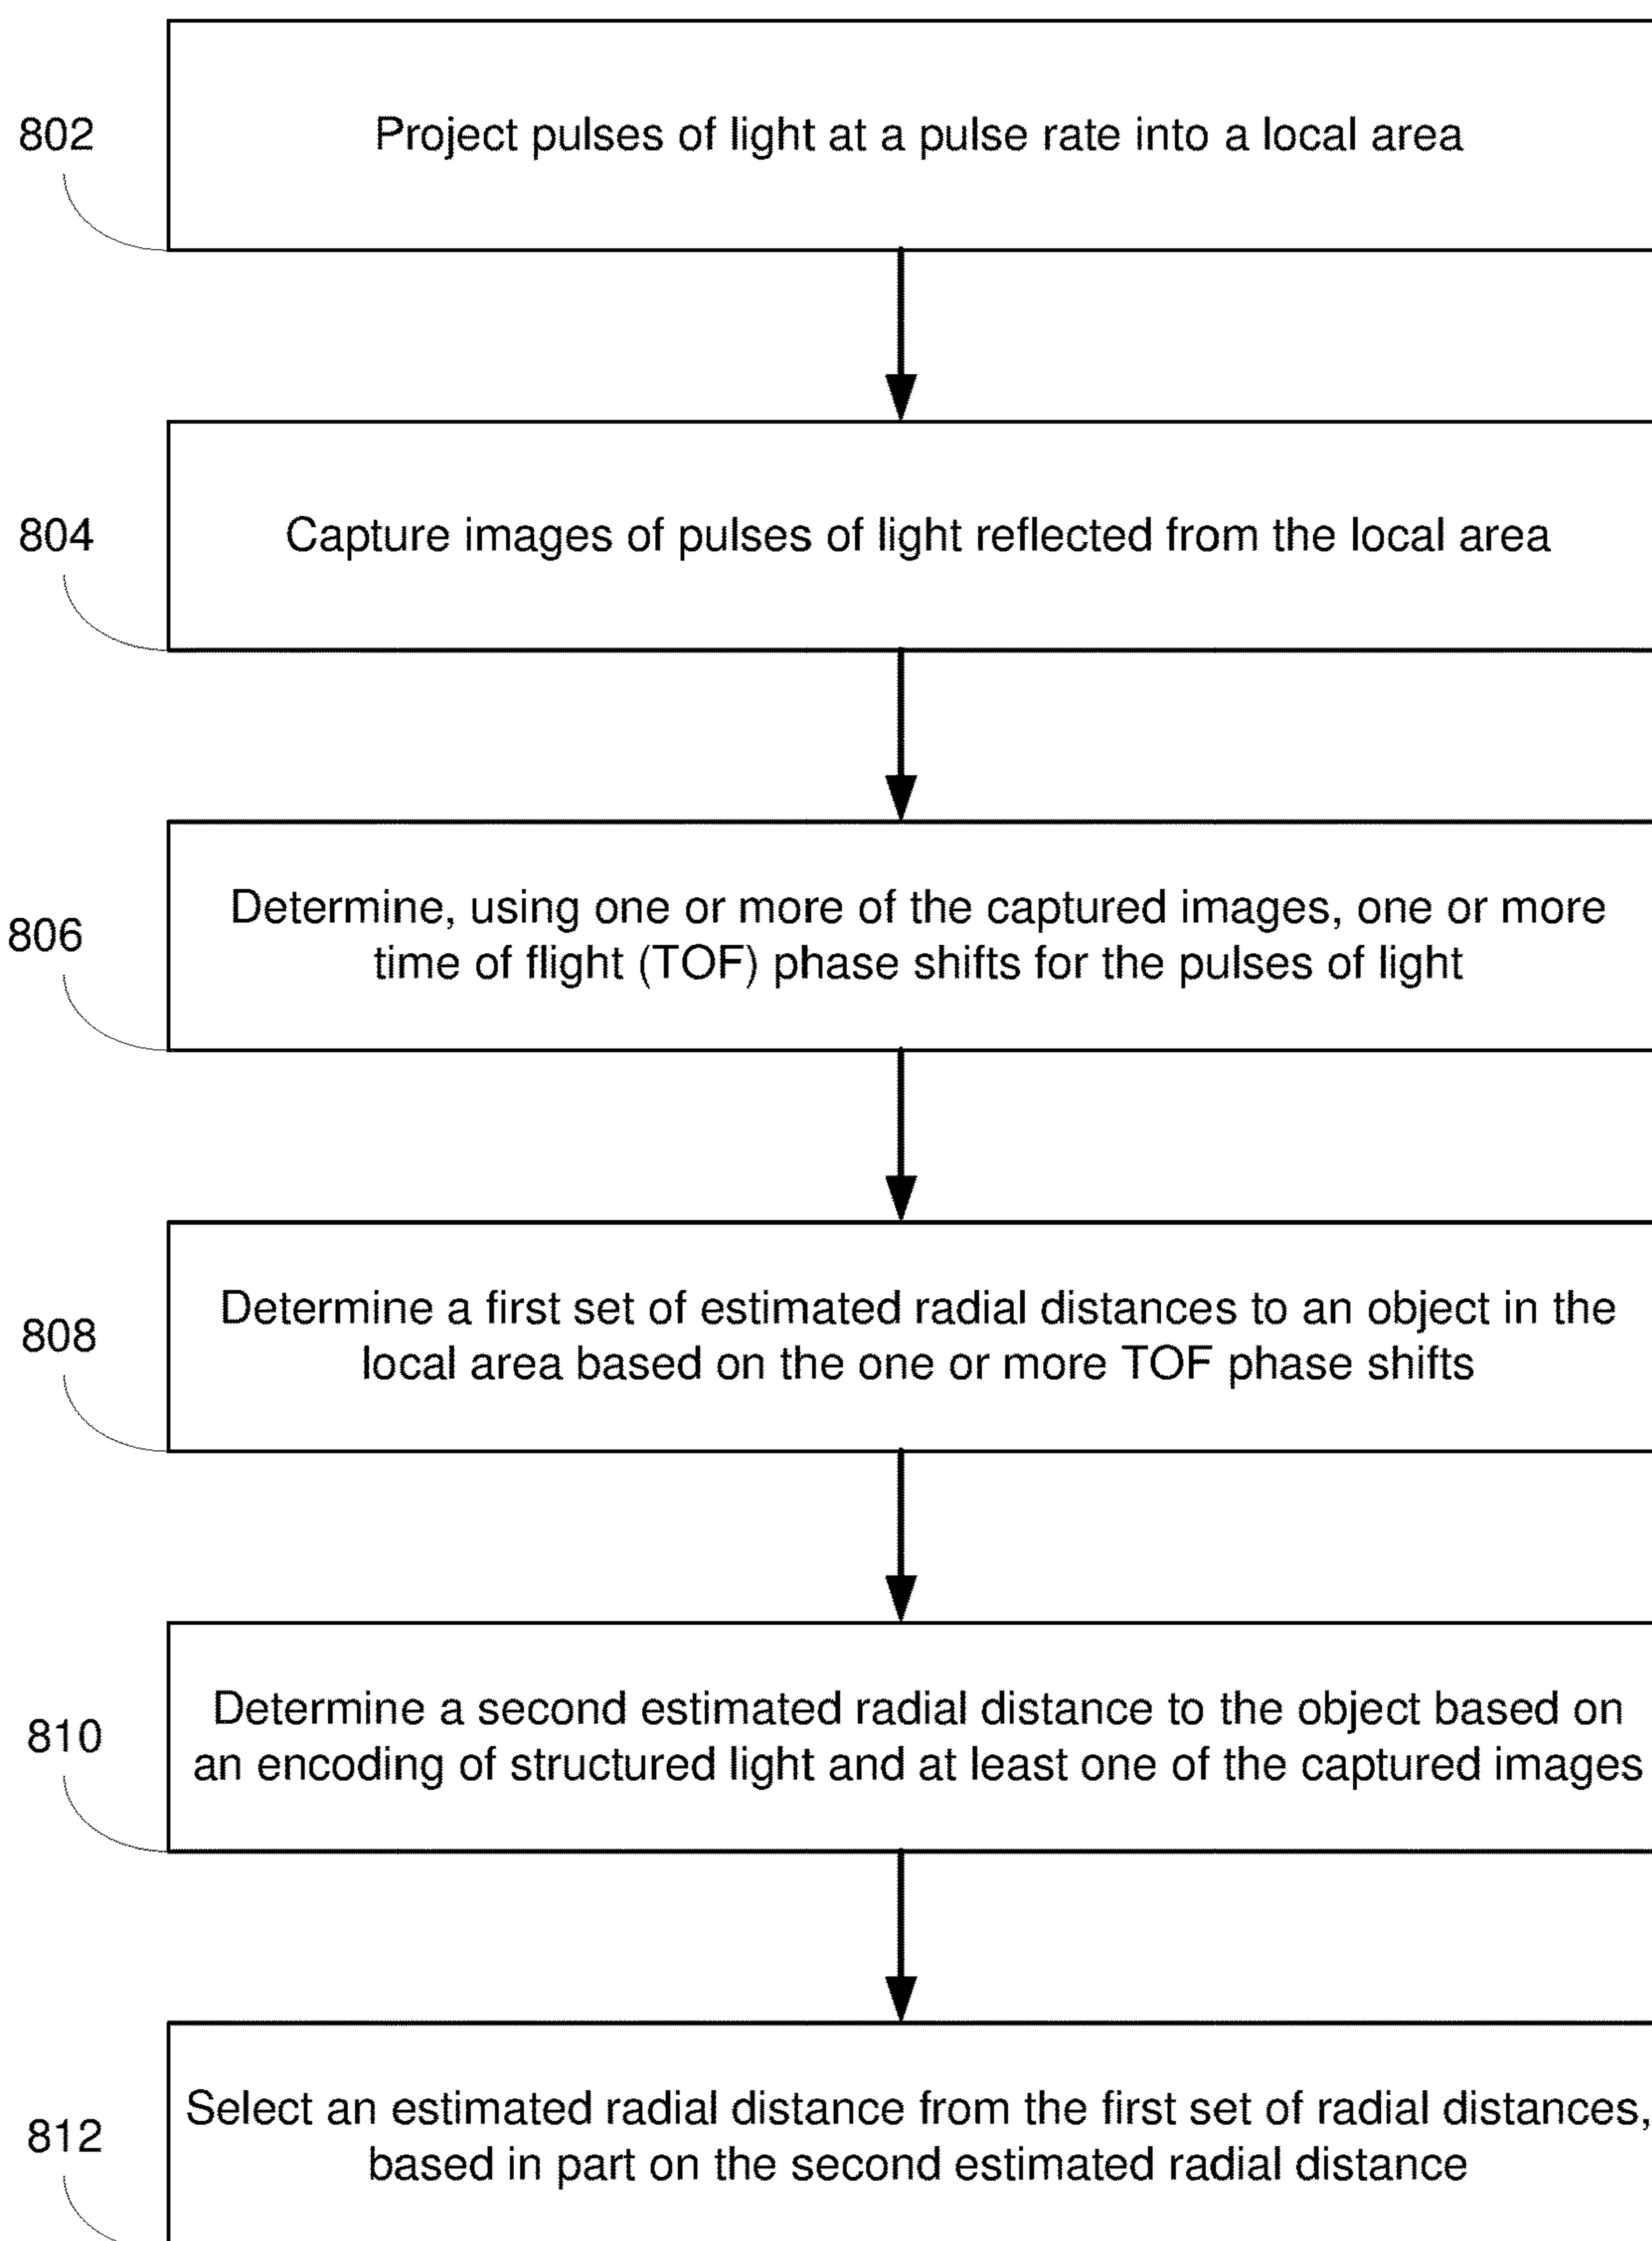 802
Project pulses of light at a pulse rate into a local area
804
Capture images of pulses of light reflected from the local area
806
Determine, using one or more of the captured images, one or more
time of flight (TOF) phase shifts for the pulses of light
808
Determine a first set of estimated radial distances to an object in the
local area based on the one or more TOF phase shifts
810
Determine a second estimated radial distance to the object based on
an encoding of structured light and at least one of the captured images
812
Select an estimated radial distance from the first set of radial distances,
based in part on the second estimated radial distance